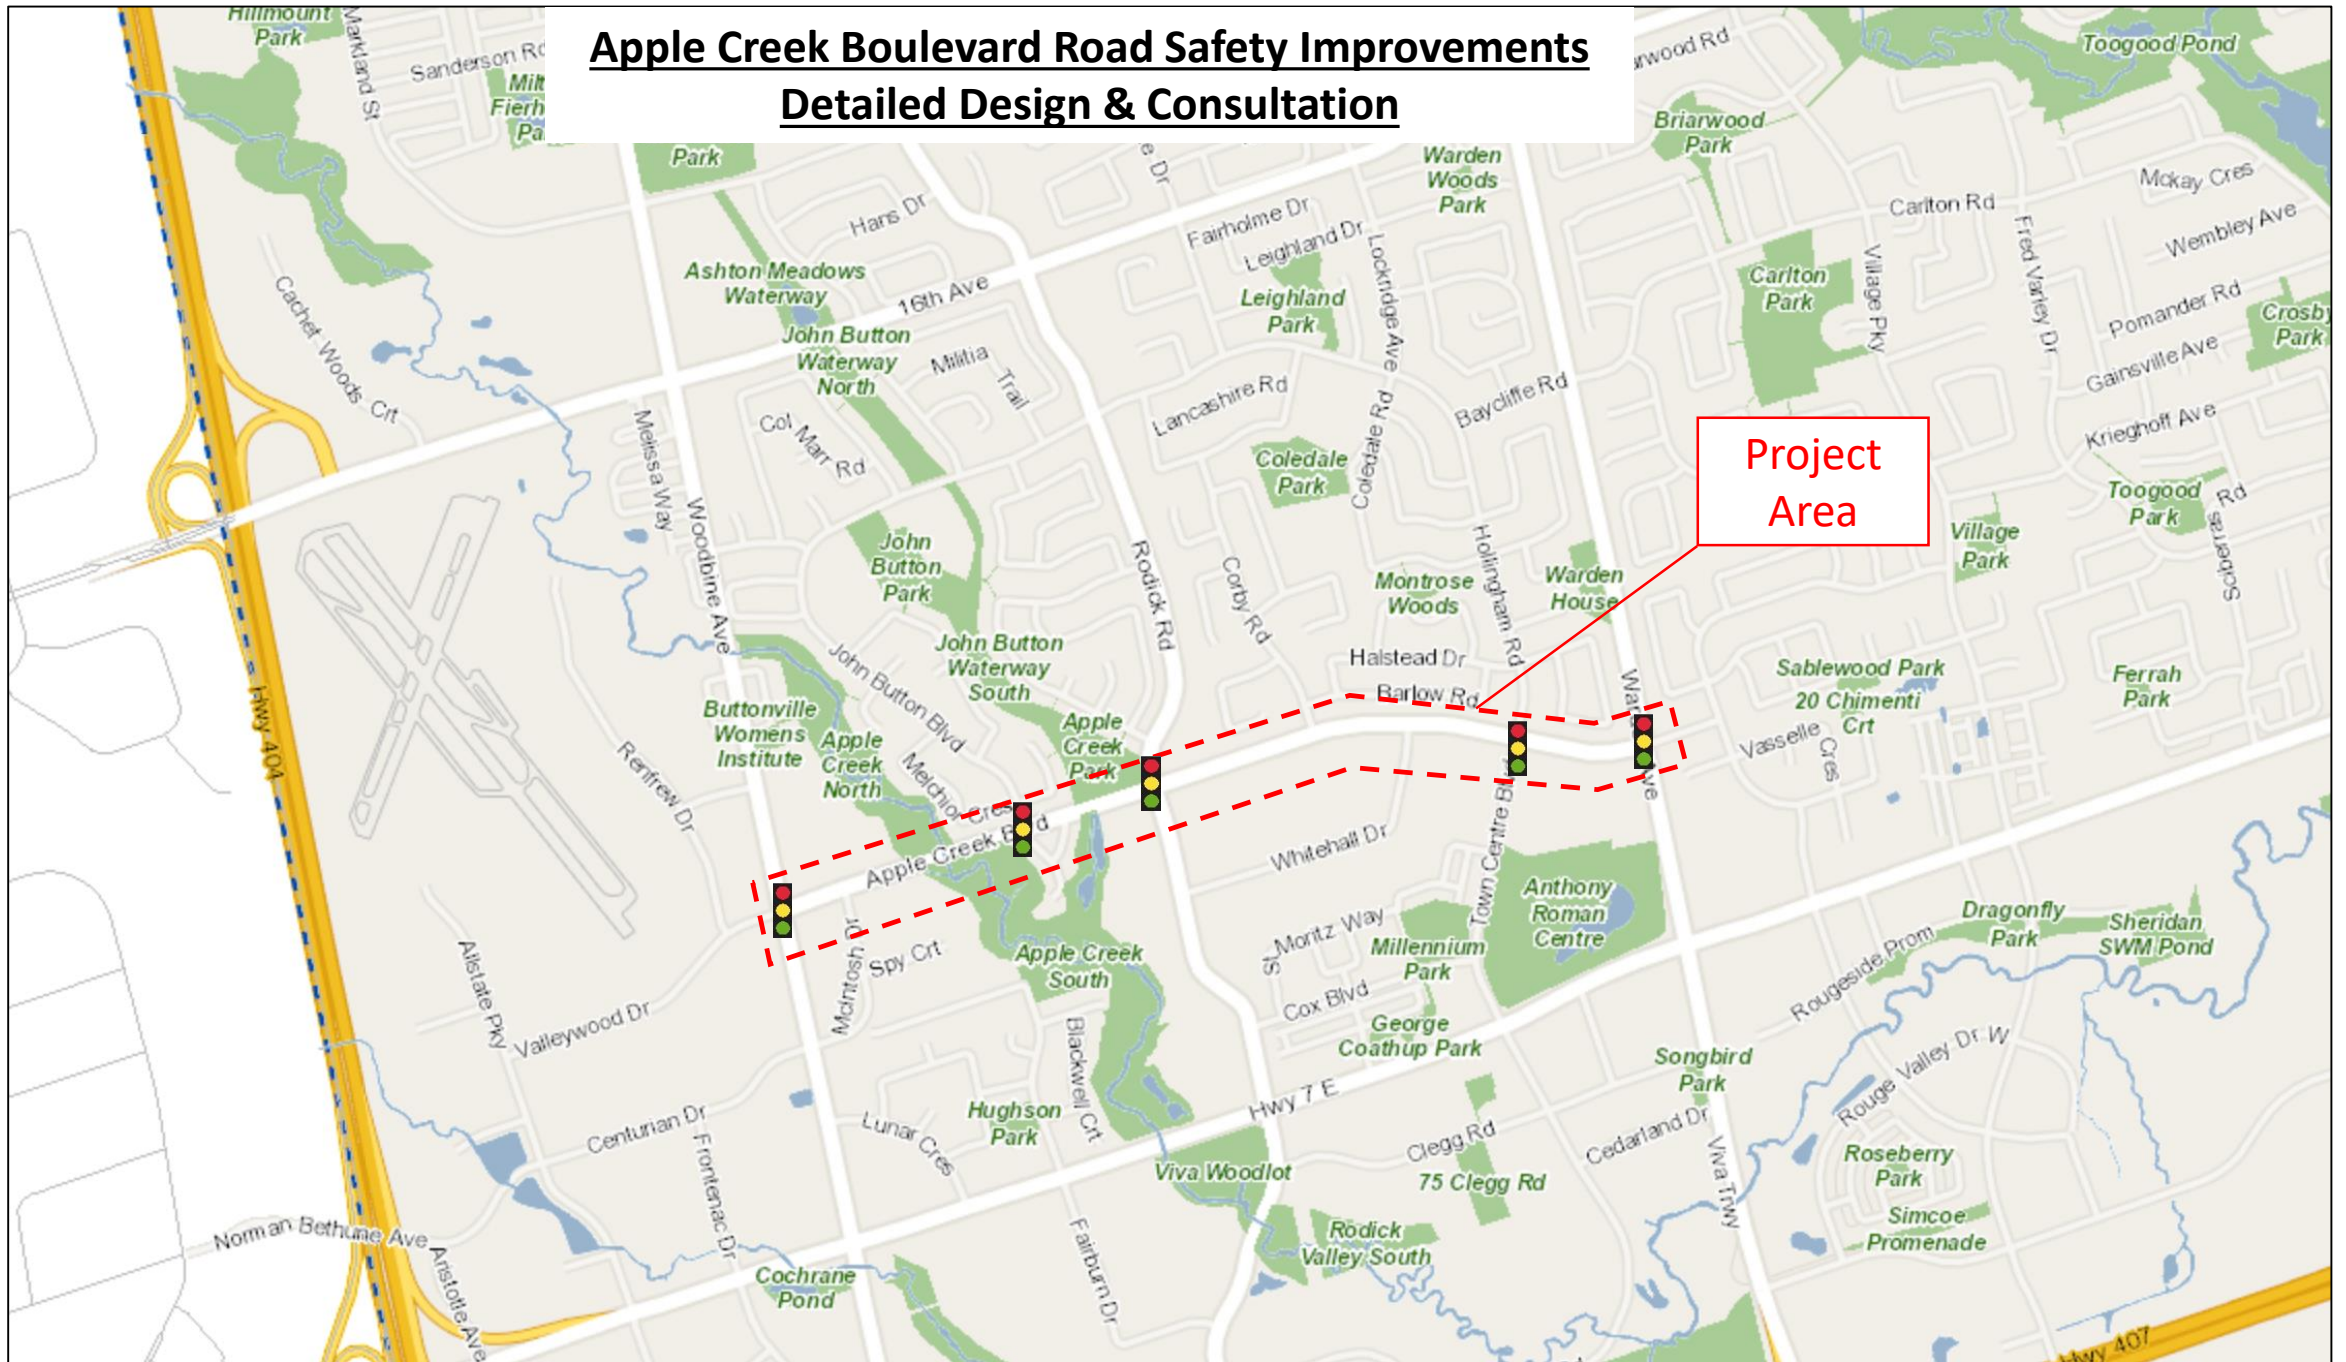 Apple Creek Boulevard Road Safety Improvements
Detailed Design & Consultation
Hillmount
Park
Markland St
Sanderson Rd
Park
Toogood Pond
Briarwood
Park
Warden
Woods
Park
Mckay Cres
Carlton Rd
Wembley Ave
Hans Dr
Fairholme Dr
Leighland Dr
Lockridge Ave
Village Pky
Fred Varley Dr
Carlton
Park
Ashton Meadows
Waterway
16th Ave
Leighland
Park
Pomander Rd
Crosby
Park
Cachet Woods Crt
John Button
Waterway
North
Militia Trail
Gainsville Ave
Lancashire Rd
Baycliffe Rd
Krieghoff Ave
Col Marr Rd
Melissa Way
Coledale
Park
Coledale Rd
Project
Area
Toogood
Park
Sciberras Rd
Woodbine Ave
John
Button
Park
Rodick Rd
Corby Rd
Montrose
Woods
Hollingham Rd
Warden
House
Village
Park
John Button
Waterway
South
John Button Blvd
Halstead Dr
Barlow Rd
Sablewood Park
20 Chimenti
Crt
Ferrah
Park
Hwy 404
Buttonville
Womens
Institute
Apple
Creek
North
Apple
Creek
Park
Vasselle Cres
Renfrew Dr
Melchior Cres
Apple Creek Blvd
Whitehall Dr
Town Centre Blvd
Anthony
Roman
Centre
Allstate Pky
Valleywood Dr
McIntosh Dr
Spy Crt
Apple Creek
South
St Moritz Way
Millennium
Park
Cox Blvd
George
Coathup Park
Rougeside Prom
Dragonfly
Park
Sheridan
SWM Pond
Songbird
Park
Rouge Valley Dr W
Blackwell Crt
Hwy 7 E
Centurian Dr
Frontenac Dr
Lunar Cres
Hughson
Park
Viva Woodlot
Clegg Rd
75 Clegg Rd
Cedarland Dr
Viva Trwy
Roseberry
Park
Simcoe
Promenade
Norman Bethune Ave
Aristotle Ave
Cochrane
Pond
Fairburn Dr
Rodick
Valley South
Hwy 407